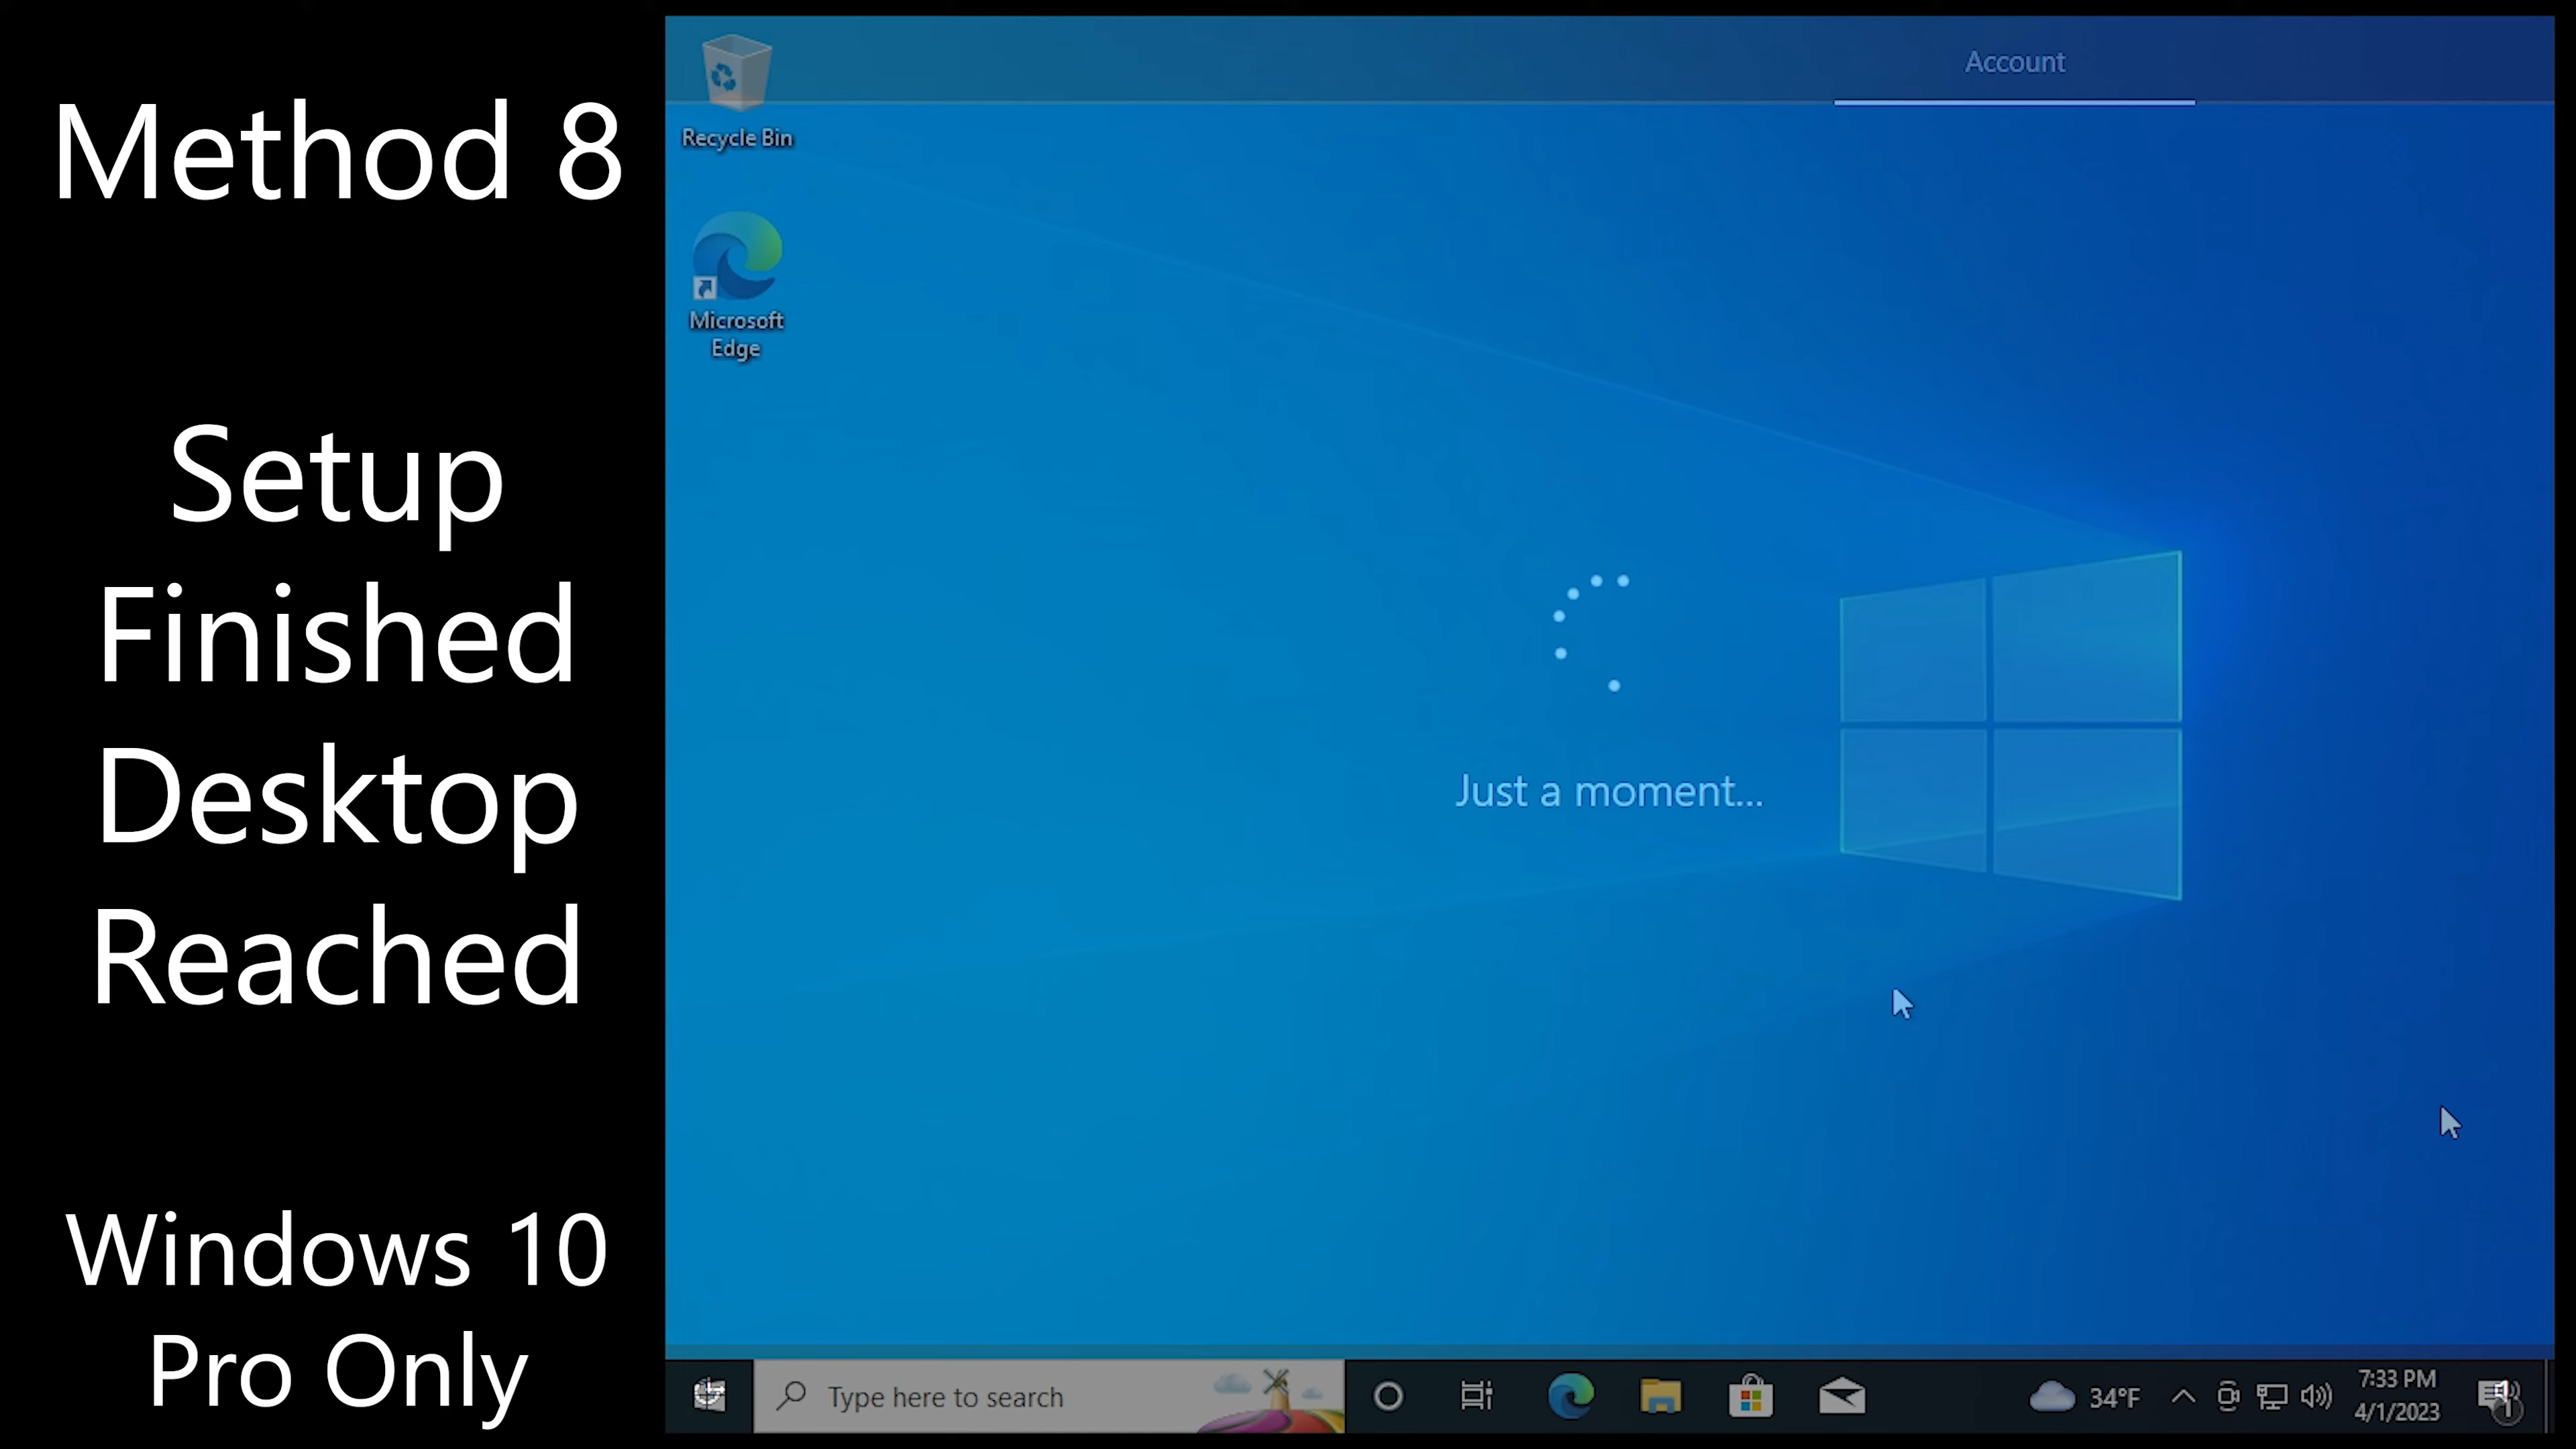 Method 8
Setup
Finished
Desktop
Reached
Windows 10
Pro Only
Account
Recycle Bin
Microsoft
Edge
Just a moment...
Type here to search
34°F
7:33 PM
4/1/2023
1